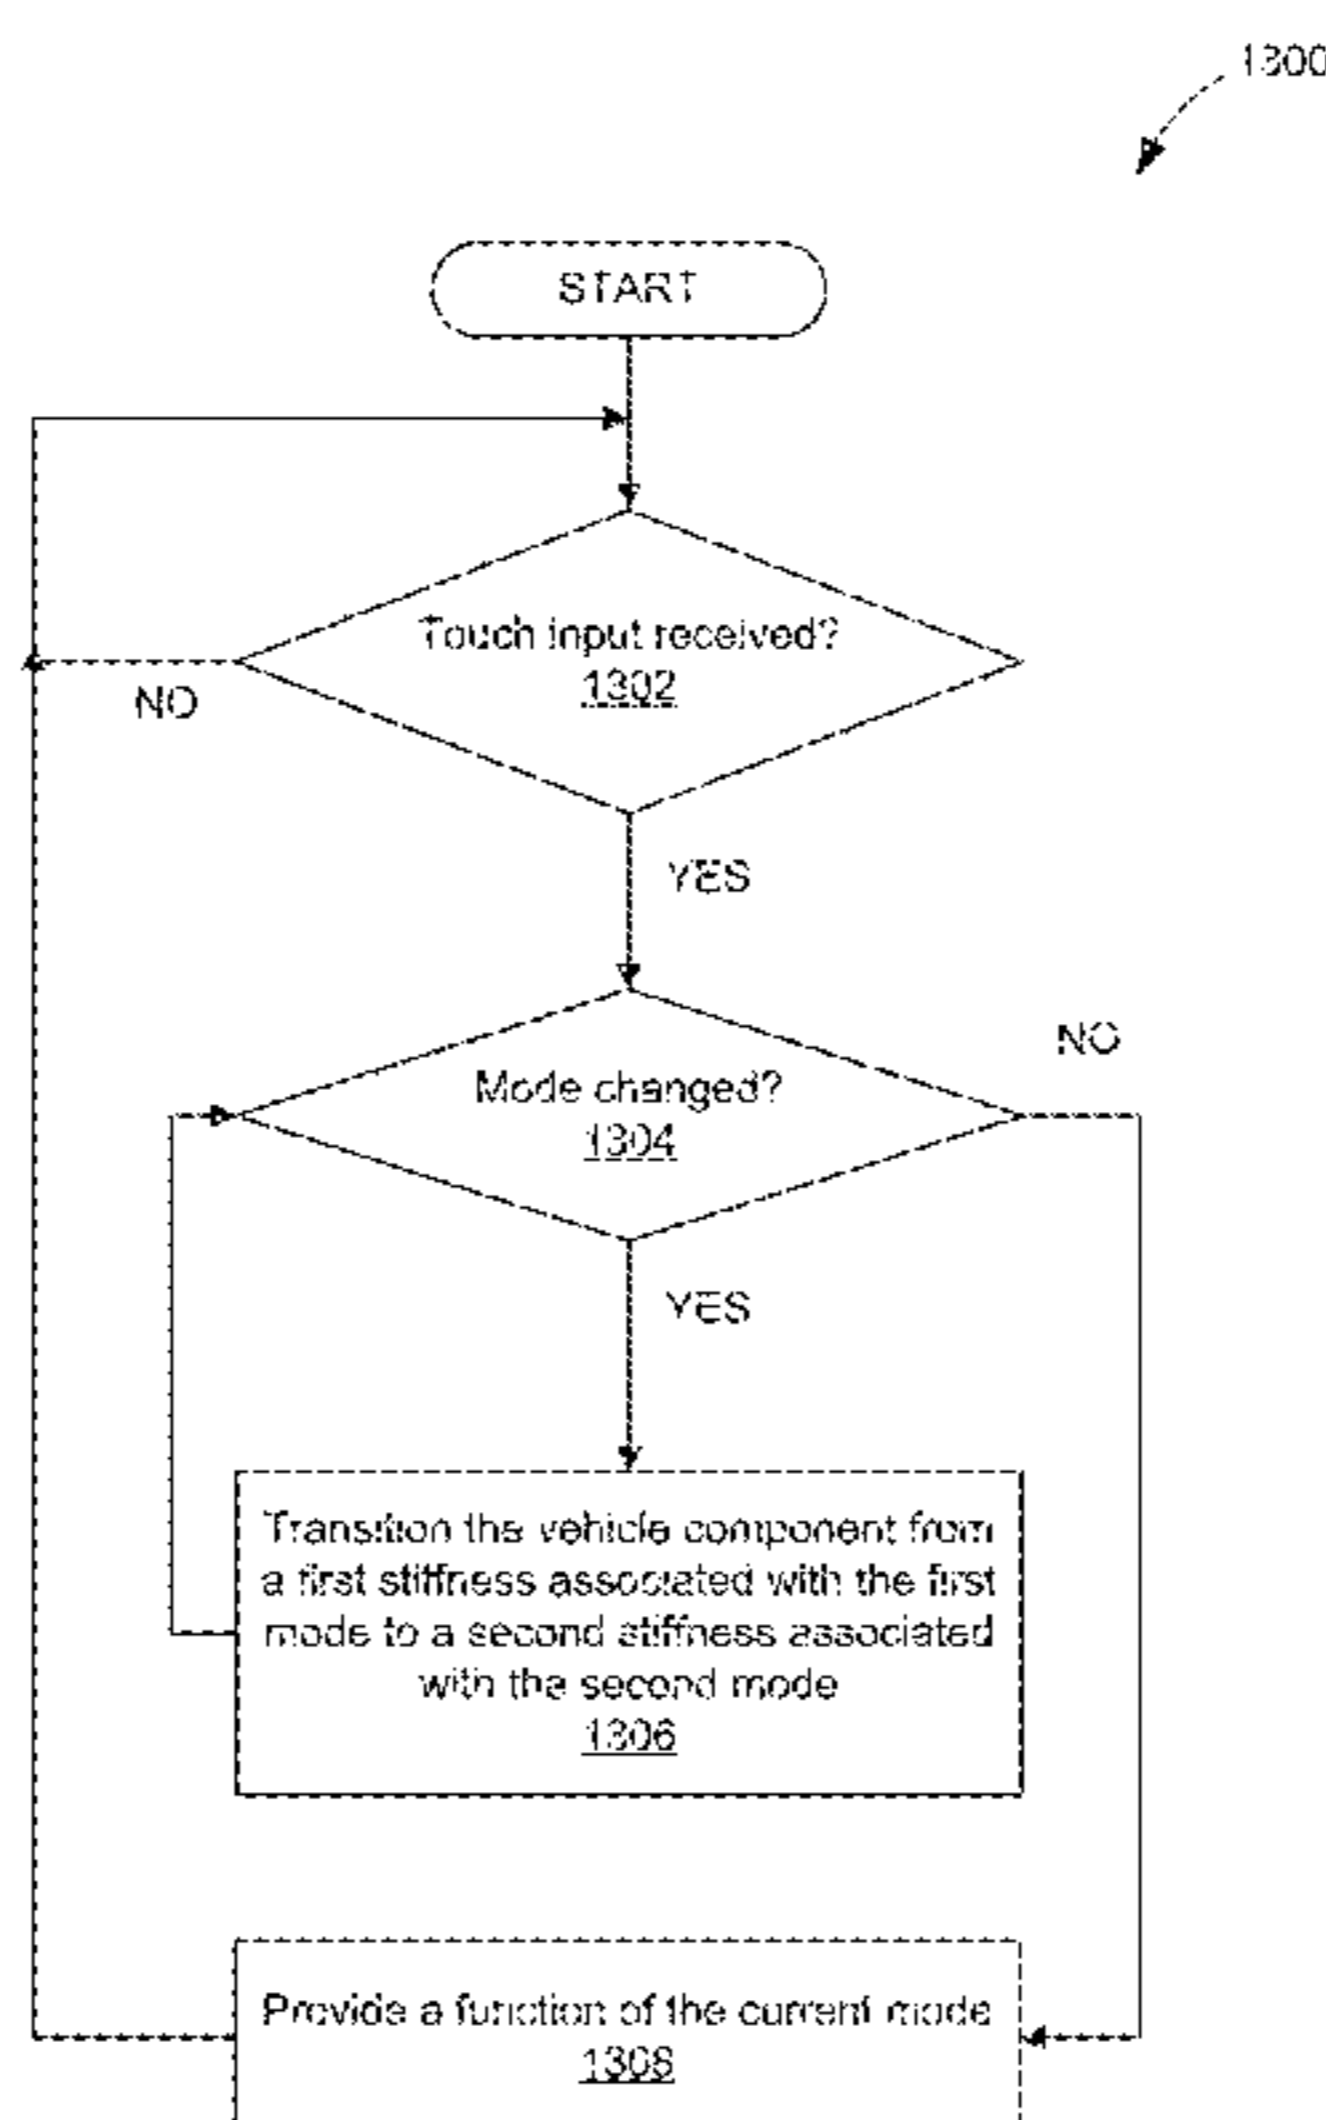 1300
START
Touch input received?
1302
NO
YES
NO
Mode changed?
1304
YES
Transition the vehicle component from
a first stiffness associated with the first
mode to a second stiffness associated
with the second mode
1306
Provide a function of the current mode
1308